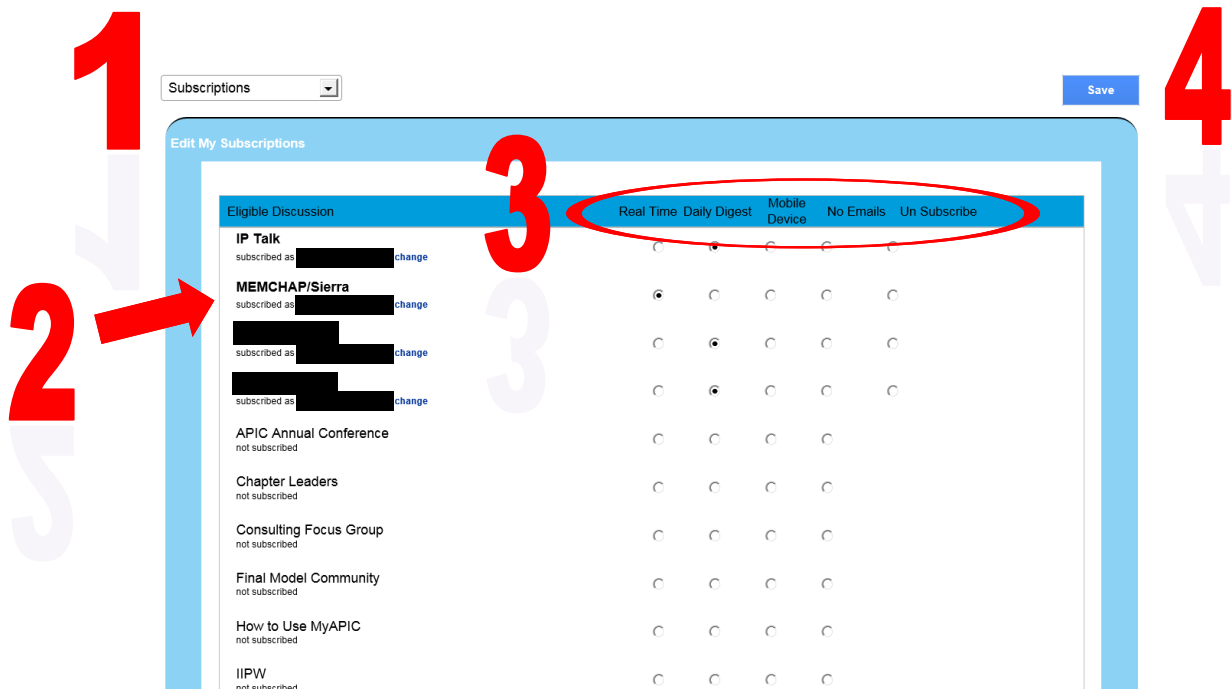 1
4
Subscriptions
Save
Edit My Subscriptions
3
Eligible Discussion Real Time Daily Digest Mobile Device No Emails Un Subscribe
IP Talk
subscribed as change
2
MEMCHAP/Sierra
subscribed as change
subscribed as change
subscribed as change
APIC Annual Conference
not subscribed
Chapter Leaders
not subscribed
Consulting Focus Group
not subscribed
Final Model Community
not subscribed
How to Use MyAPIC
not subscribed
IIPW
not subscribed